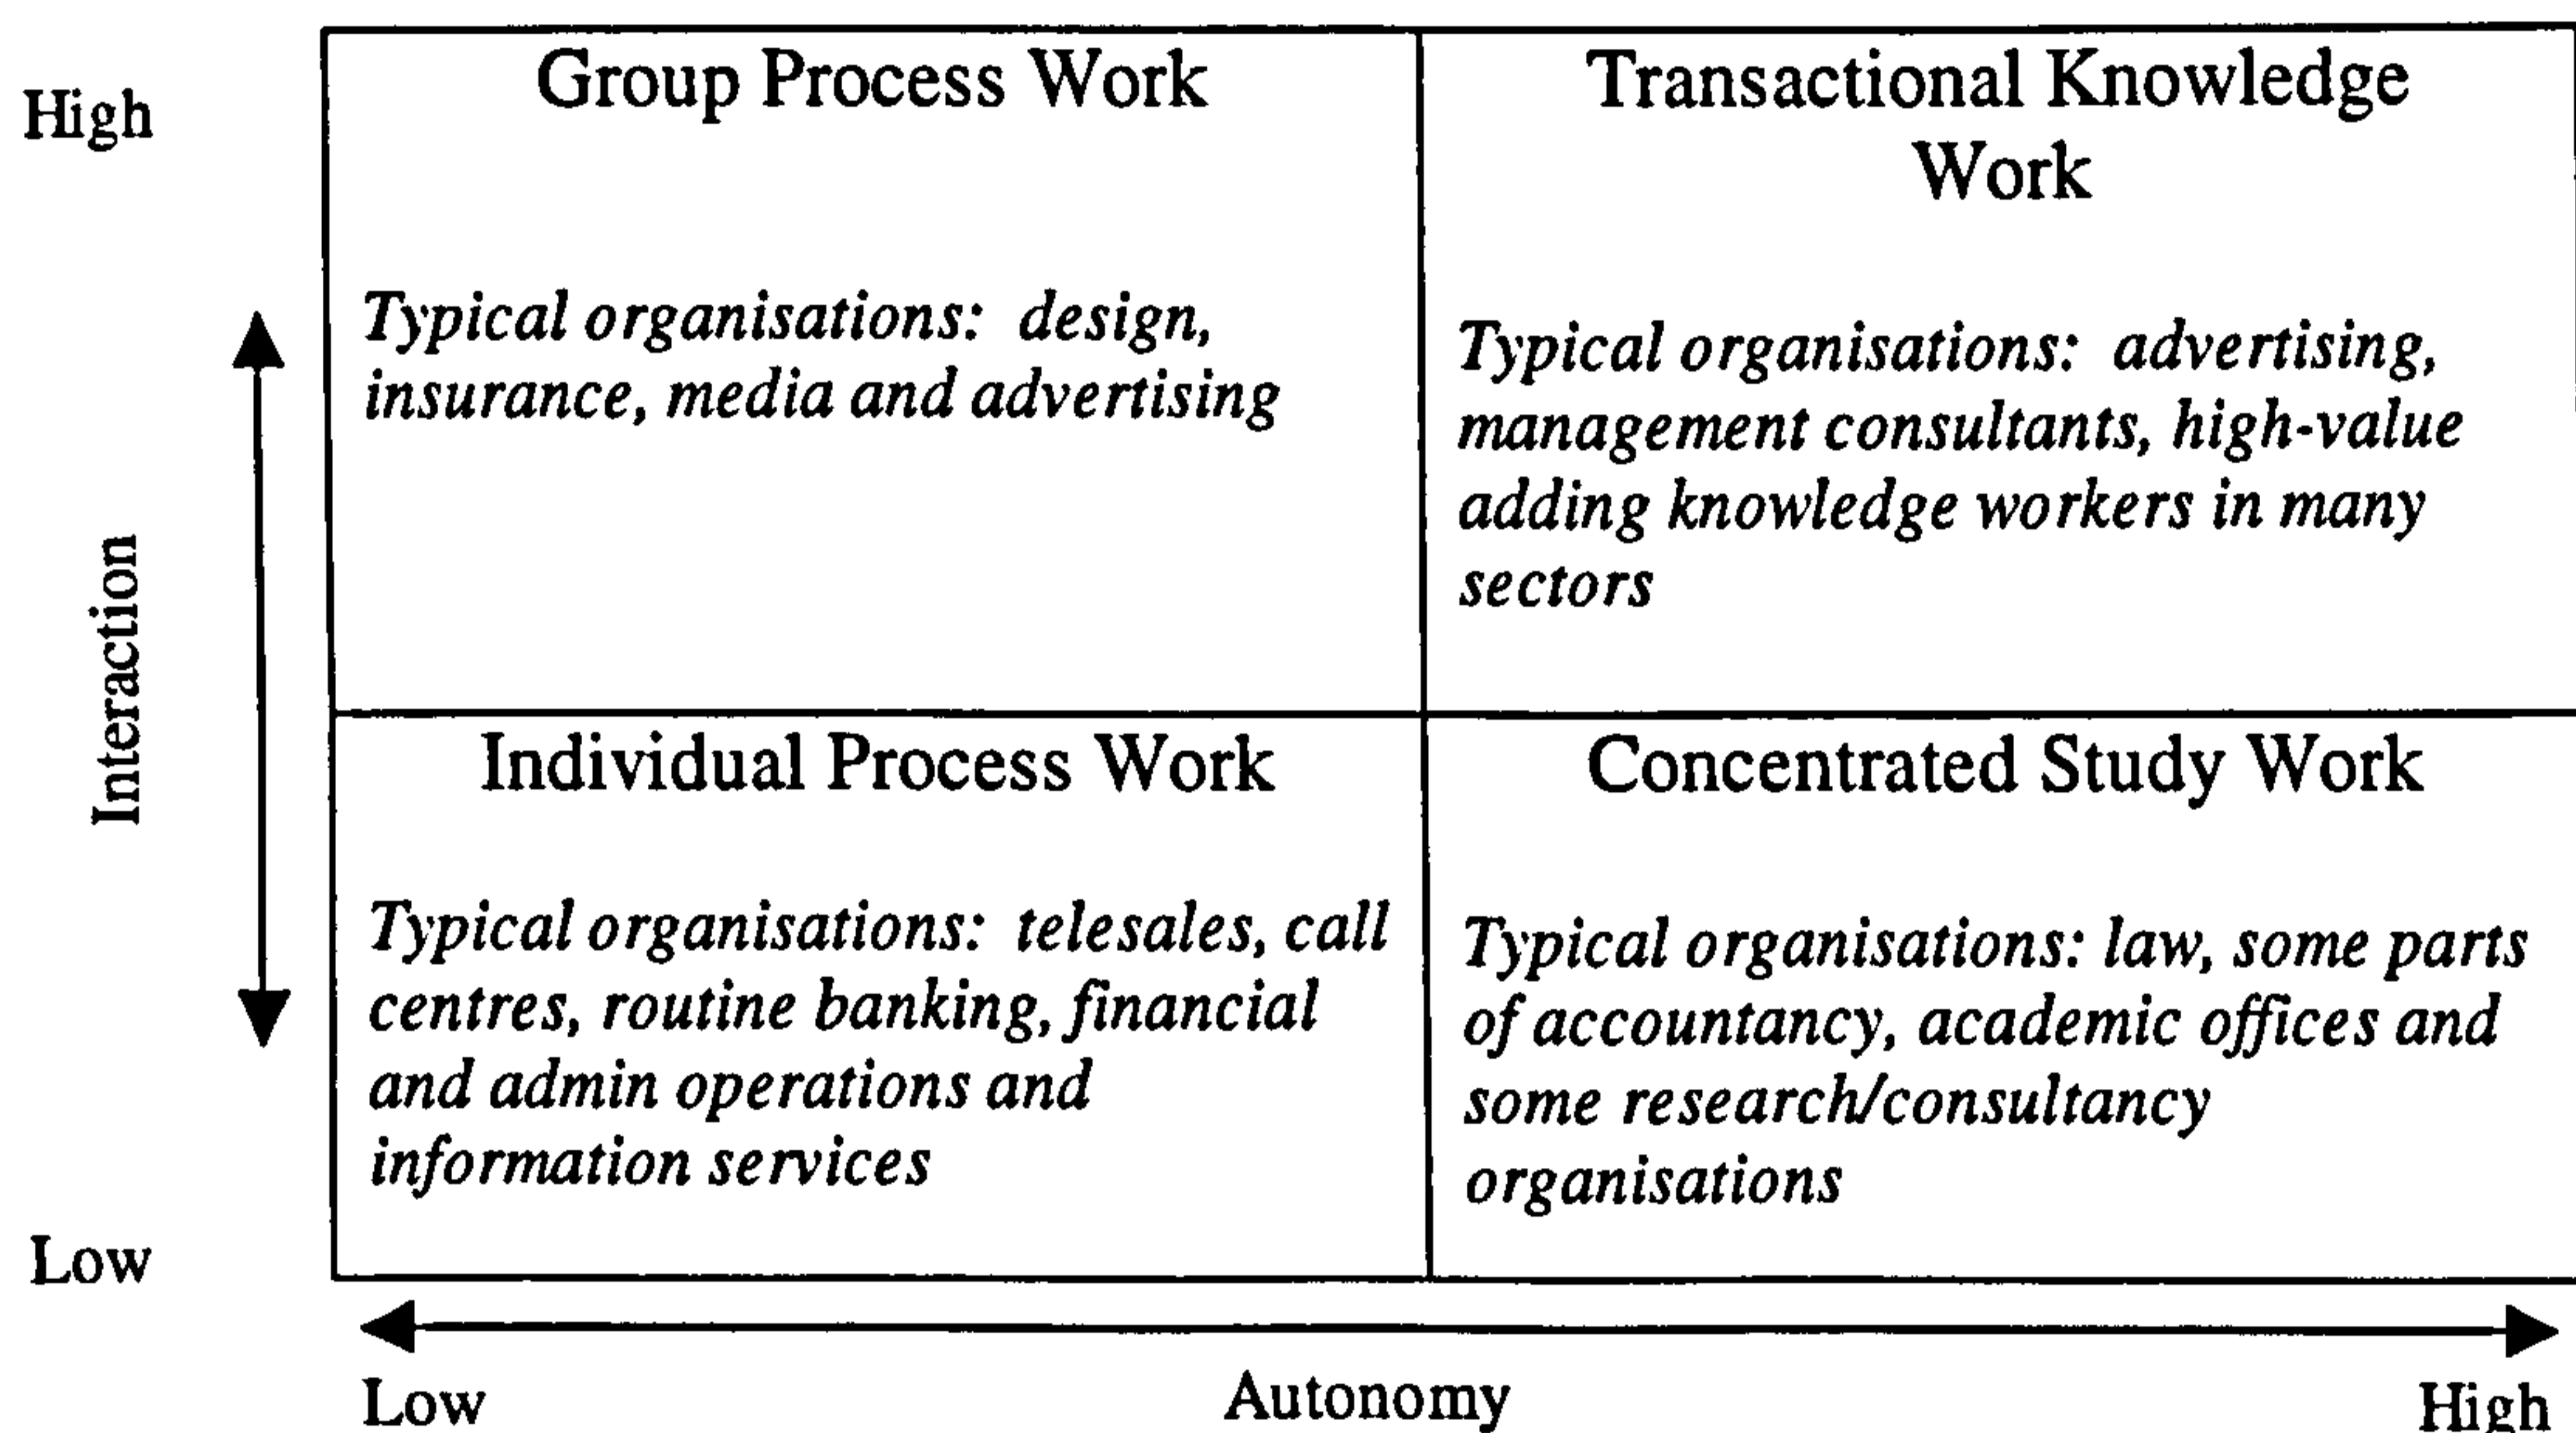 High
Group Process Work
Typical organisations: design,
insurance, media and advertising
Transactional Knowledge
Work
Typical organisations: advertising,
management consultants, high-value
adding knowledge workers in many
sectors
Interaction
Individual Process Work
Typical organisations: telesales, call
centres, routine banking, financial
and admin operations and
information services
Concentrated Study Work
Typical organisations: law, some parts
of accountancy, academic offices and
some research/consultancy
organisations
Low
Low
Autonomy
High